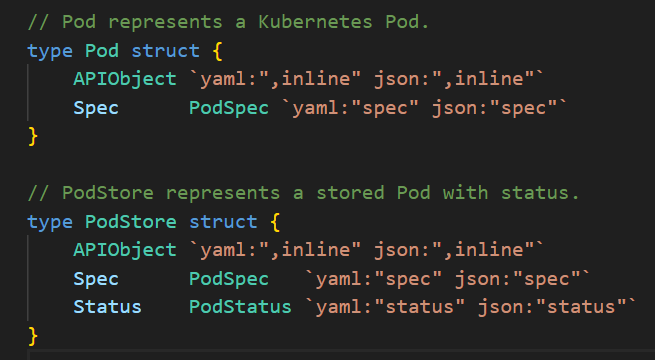 // Pod represents a Kubernetes Pod.
type Pod struct {
    APIObject `yaml:",inline" json:",inline"`
    Spec      PodSpec `yaml:"spec" json:"spec"`
}

// PodStore represents a stored Pod with status.
type PodStore struct {
    APIObject `yaml:",inline" json:",inline"`
    Spec      PodSpec   `yaml:"spec" json:"spec"`
    Status    PodStatus `yaml:"status" json:"status"`
}